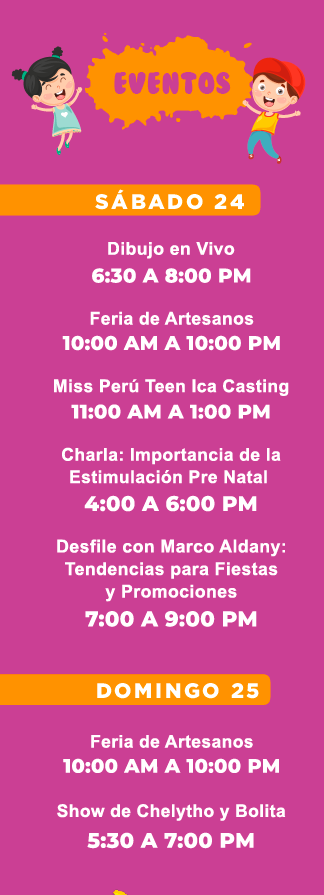 EVENTOS
SÁBADO 24
Dibujo en Vivo
6:30 A 8:00 PM
Feria de Artesanos
10:00 AM A 10:00 PM
Miss Perú Teen Ica Casting
11:00 AM A 1:00 PM
Charla: Importancia de la
Estimulación Pre Natal
4:00 A 6:00 PM
Desfile con Marco Aldany:
Tendencias para Fiestas
y Promociones
7:00 A 9:00 PM
DOMINGO 25
Feria de Artesanos
10:00 AM A 10:00 PM
Show de Chelytho y Bolita
5:30 A 7:00 PM